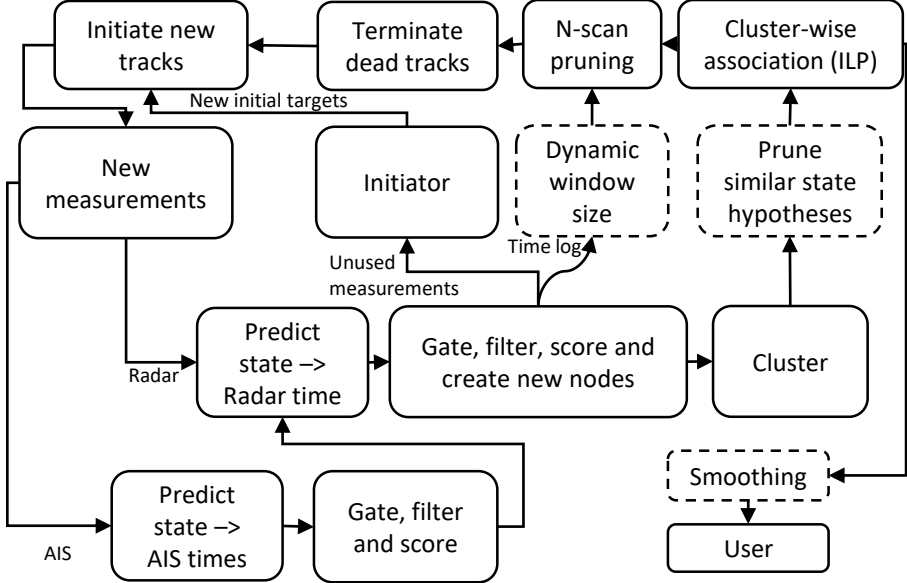 Initiate new
tracks
Terminate
dead tracks
N-scan
pruning
Cluster-wise
association (ILP)
New initial targets
New
measurements
Initiator
Dynamic
window
size
Prune
similar state
hypotheses
Time log
Unused
measurements
Radar
Predict
state –>
Radar time
Gate, filter, score and
create new nodes
Cluster
AIS
Predict
state –>
AIS times
Gate, filter
and score
Smoothing
User